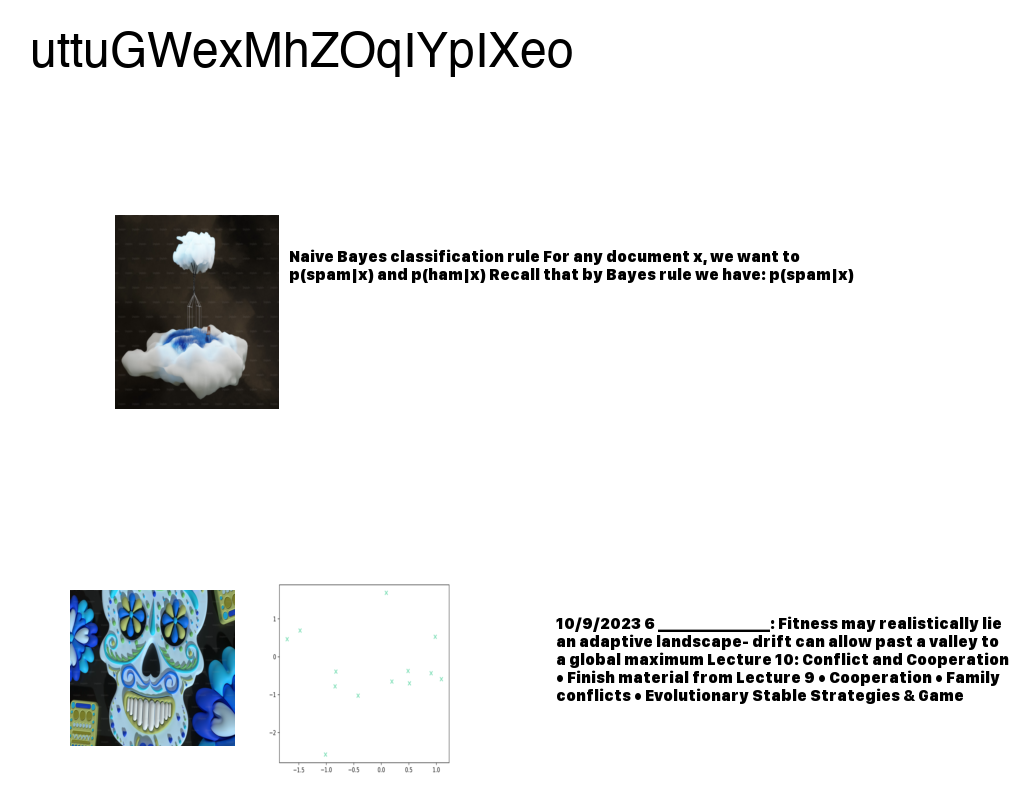 uttuGWexMhZOqIYpIXeo
Naive Bayes classification rule For any document x, we want to
p(spam|x) and p(ham|x) Recall that by Bayes rule we have: p(spam|x)
10/9/2023 6 ______________: Fitness may realistically lie
an adaptive landscape- drift can allow past a valley to
a global maximum Lecture 10: Conflict and Cooperation
• Finish material from Lecture 9 • Cooperation • Family
conflicts • Evolutionary Stable Strategies & Game
1
0
−1
−2
−1.5 −1.0 −0.5 0.0 0.5 1.0